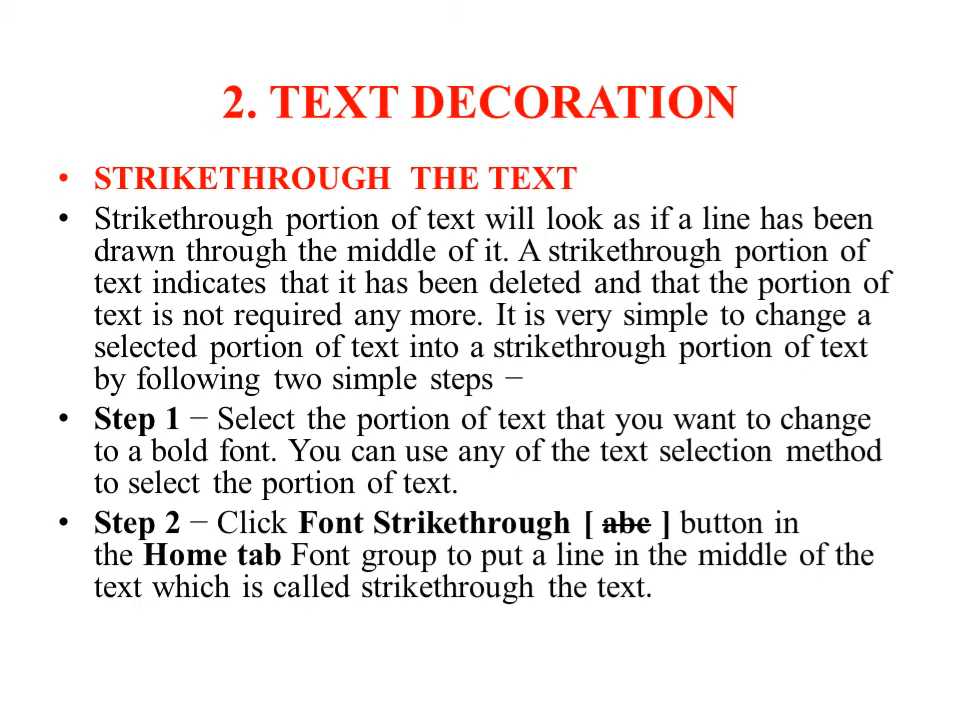 2. TEXT DECORATION
• STRIKETHROUGH THE TEXT
• Strikethrough portion of text will look as if a line has been
drawn through the middle of it. A strikethrough portion of
text indicates that it has been deleted and that the portion of
text is not required any more. It is very simple to change a
selected portion of text into a strikethrough portion of text
by following two simple steps −
• Step 1 − Select the portion of text that you want to change
to a bold font. You can use any of the text selection method
to select the portion of text.
• Step 2 − Click Font Strikethrough [ abc ] button in
the Home tab Font group to put a line in the middle of the
text which is called strikethrough the text.